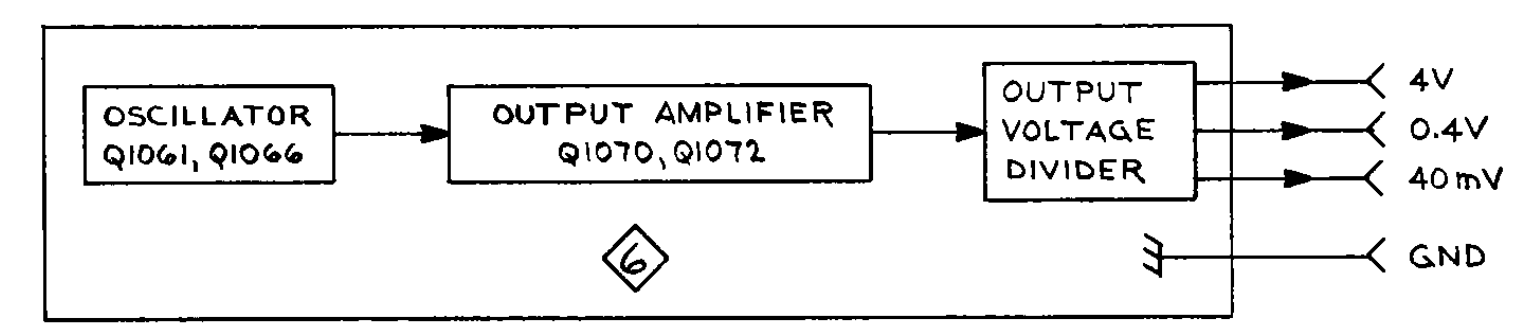 OSCILLATOR
Q1061, Q1066
OUTPUT AMPLIFIER
Q1070, Q1072
OUTPUT
VOLTAGE
DIVIDER
4V
0.4V
40mV
GND
6